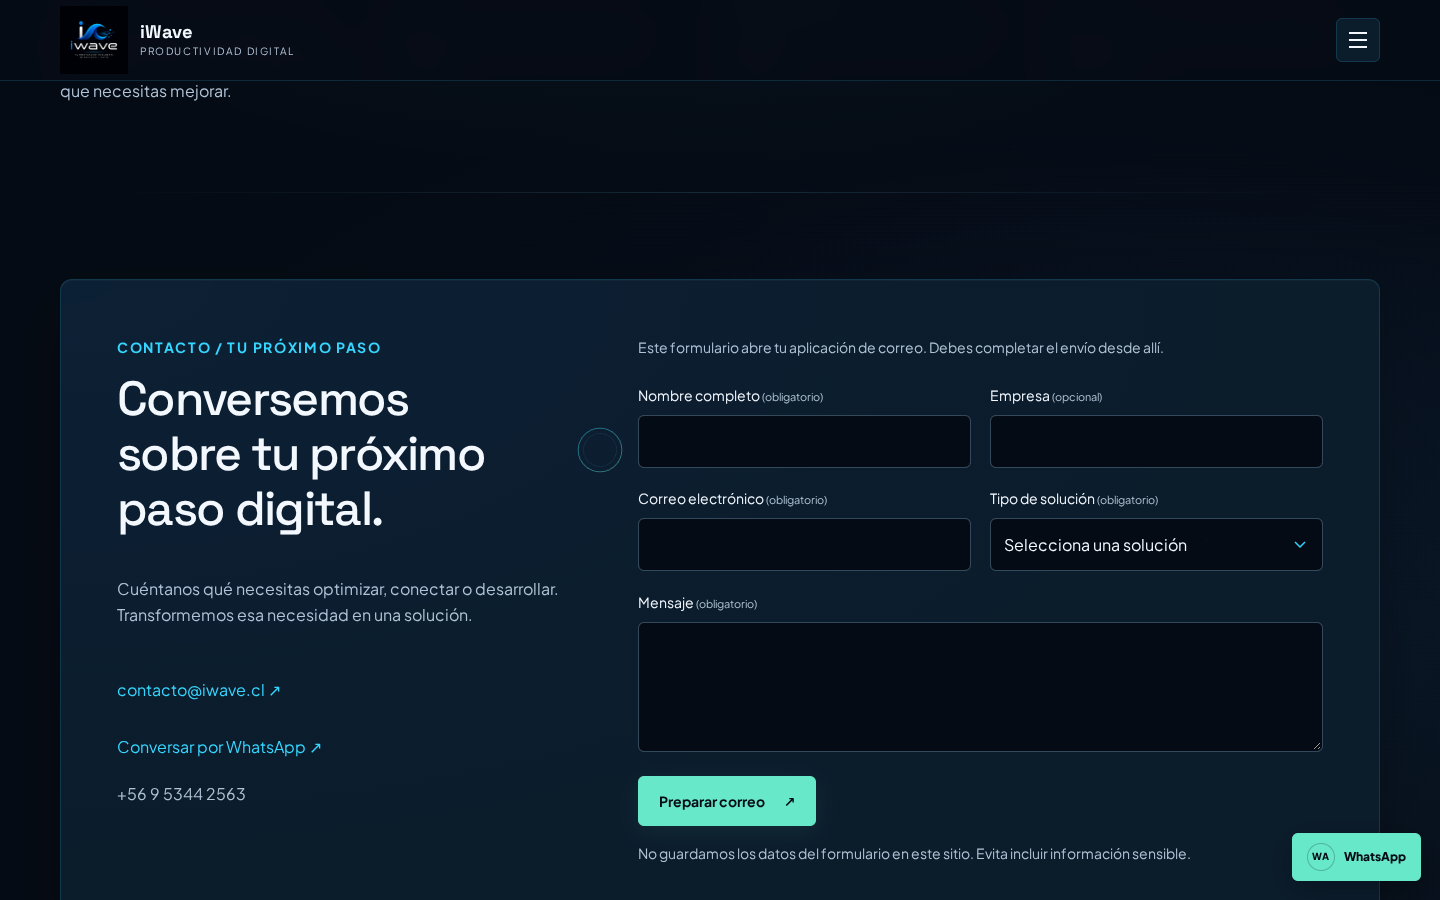 iwave
iWave
PRODUCTIVIDAD DIGITAL
que necesitas mejorar.
CONTACTO / TU PRÓXIMO PASO
Conversemos
sobre tu próximo
paso digital.
Cuéntanos qué necesitas optimizar, conectar o desarrollar.
Transformemos esa necesidad en una solución.
contacto@iwave.cl ↗
Conversar por WhatsApp ↗
+56 9 5344 2563
Este formulario abre tu aplicación de correo. Debes completar el envío desde allí.
Nombre completo (obligatorio)
Empresa (opcional)
Correo electrónico (obligatorio)
Tipo de solución (obligatorio)
Selecciona una solución
Mensaje (obligatorio)
Preparar correo ↗
No guardamos los datos del formulario en este sitio. Evita incluir información sensible.
WA WhatsApp